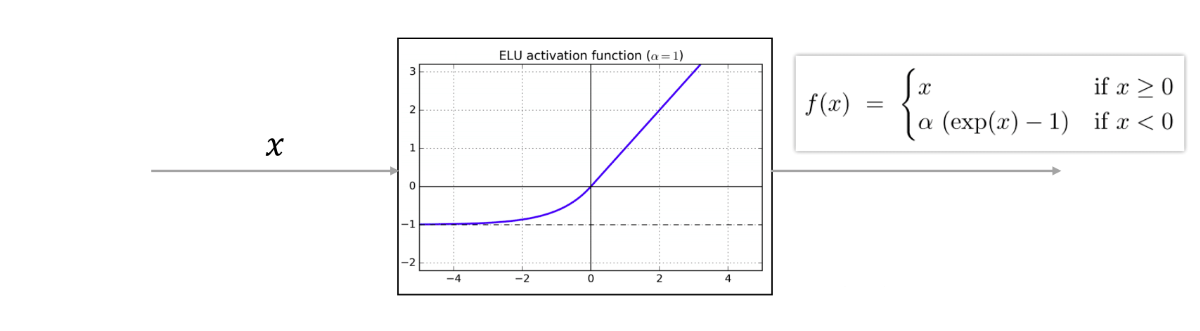 x
ELU activation function (α = 1)
3
2
1
0
−1
−2
−4 −2 0 2 4
f(x) = { x if x ≥ 0
α (exp(x) − 1) if x < 0